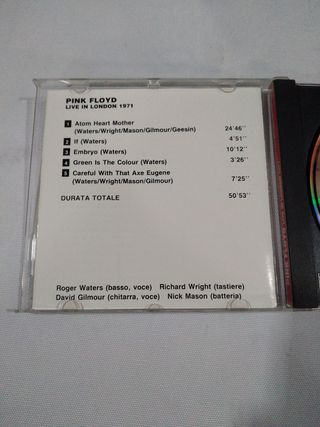 PINK FLOYD
LIVE IN LONDON 1971
1 Atom Heart Mother
(Waters/Wright/Mason/Gilmour/Geesin) 24'46''
2 If (Waters) 4'51''
3 Embryo (Waters) 10'12''
4 Green Is The Colour (Waters) 3'26''
5 Careful With That Axe Eugene
(Waters/Wright/Mason/Gilmour) 7'25''
DURATA TOTALE 50'53''
Roger Waters (basso, voce) Richard Wright (tastiere)
David Gilmour (chitarra, voce) Nick Mason (batteria)